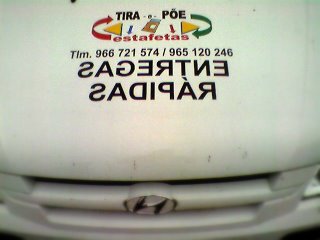 TIRA -e- PÕE
estafetas
Tlm. 966 721 574 / 965 120 246
ENTREGAS
RÁPIDAS